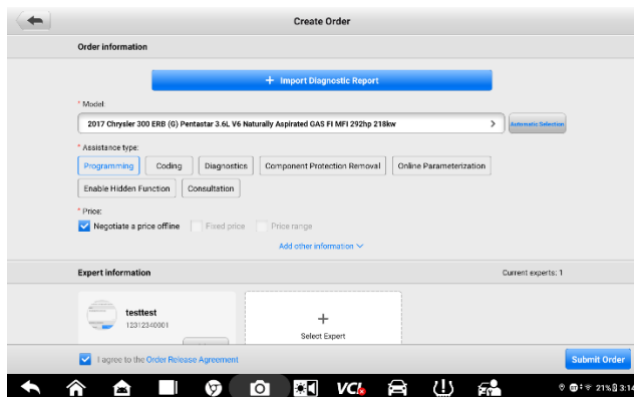 Create Order
Order information
+ Import Diagnostic Report
* Model:
2017 Chrysler 300 ERB (G) Pentastar 3.6L V6 Naturally Aspirated GAS FI MFI 292hp 218kw >
Automatic Selection
* Assistance type:
Programming Coding Diagnostics Component Protection Removal Online Parameterization
Enable Hidden Function Consultation
* Price:
Negotiate a price offline Fixed price Price range
Add other information
Expert information Current experts: 1
testtest
12312340001
+
Select Expert
I agree to the Order Release Agreement
Submit Order
VCI 21% 3:14